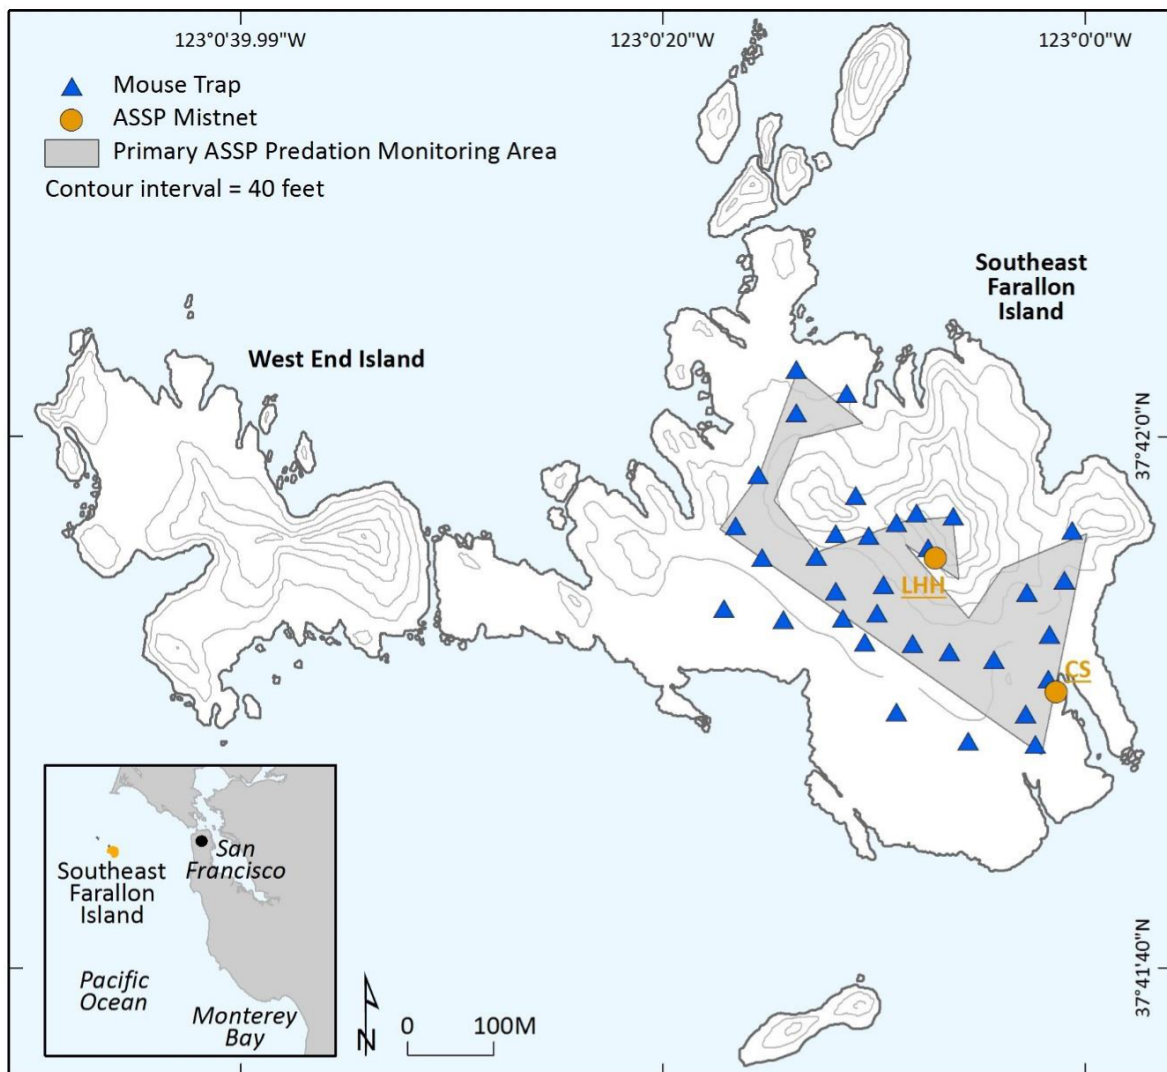 123°0'39.99"W
123°0'20"W
123°0'0"W
Mouse Trap
ASSP Mistnet
Primary ASSP Predation Monitoring Area
Contour interval = 40 feet
Southeast
Farallon
Island
West End Island
37°42'0"N
LHH
CS
San
Francisco
Southeast
Farallon
Island
Pacific
Ocean
Monterey
Bay
N
0 100M
37°41'40"N